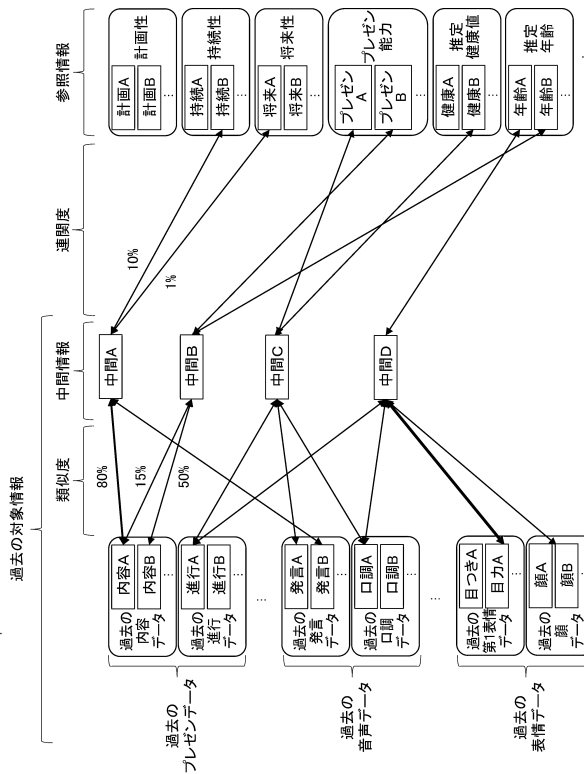 過去の対象情報
類似度
中間情報
連関度
参照情報
過去の
プレゼンデータ
過去の
内容
データ
内容A
内容B
⋮
過去の
進行
データ
進行A
進行B
⋮
⋮
過去の
音声データ
過去の
発言
データ
発言A
発言B
⋮
過去の
口調
データ
口調A
口調B
⋮
⋮
過去の
表情データ
過去の
第1表情
データ
目つきA
目力A
⋮
過去の
顔
データ
顔A
顔B
⋮
80%
15%
50%
中間A
中間B
中間C
中間D
10%
1%
計画A
計画B
⋮
計画性
持続A
持続B
⋮
持続性
将来A
将来B
⋮
将来性
プレゼン
A
プレゼン
B
⋮
プレゼン
能力
健康A
健康B
⋮
推定
健康値
年齢A
年齢B
⋮
推定
年齢